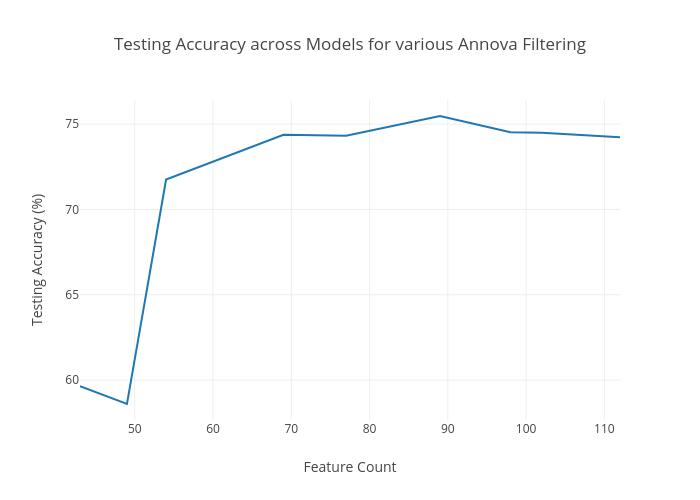 Testing Accuracy across Models for various Annova Filtering
75
70
65
60
Testing Accuracy (%)
50 60 70 80 90 100 110
Feature Count